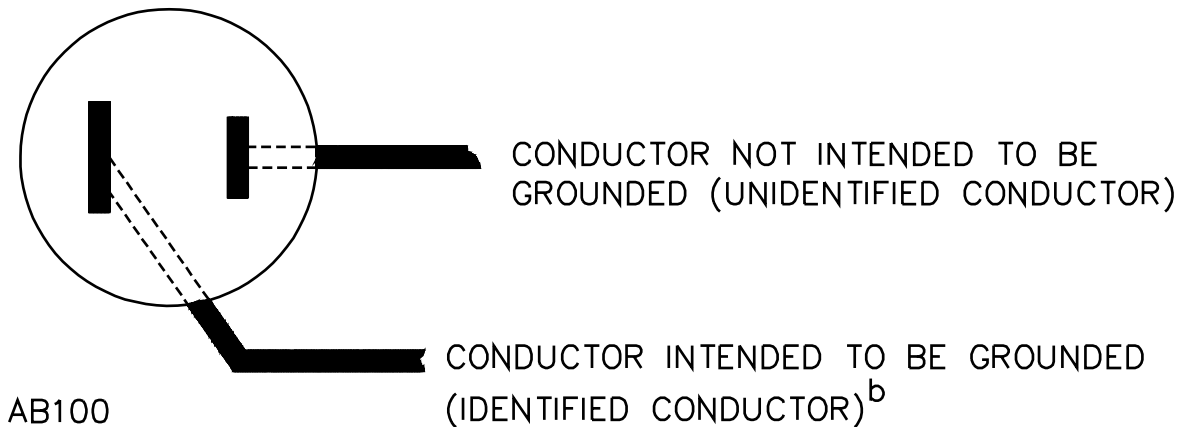 CONDUCTOR NOT INTENDED TO BE
GROUNDED (UNIDENTIFIED CONDUCTOR)
CONDUCTOR INTENDED TO BE GROUNDED
(IDENTIFIED CONDUCTOR)b
AB100